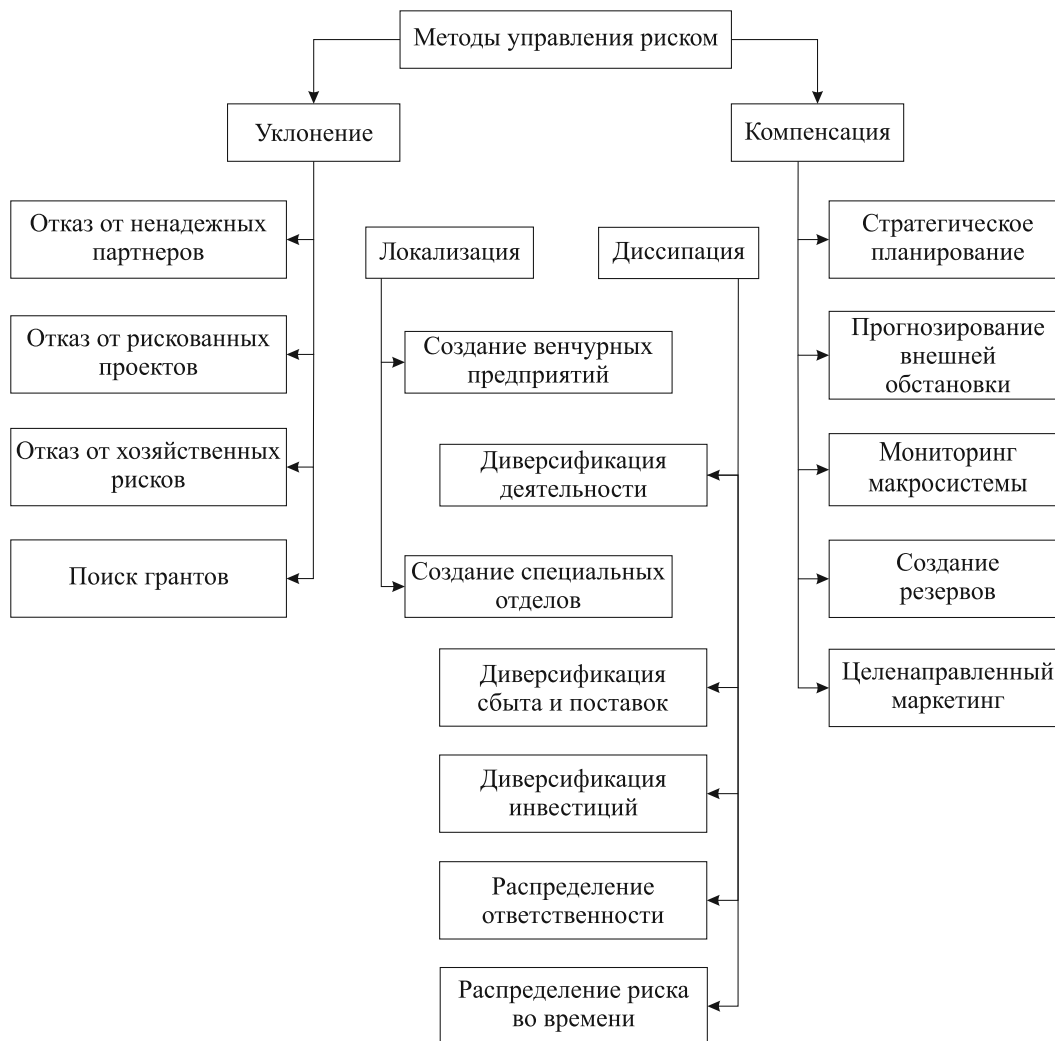 Методы управления риском
Уклонение
Отказ от ненадежных
партнеров
Отказ от рискованных
проектов
Отказ от хозяйственных
рисков
Поиск грантов
Локализация
Создание венчурных
предприятий
Создание специальных
отделов
Диссипация
Диверсификация
деятельности
Диверсификация
сбыта и поставок
Диверсификация
инвестиций
Распределение
ответственности
Распределение риска
во времени
Компенсация
Стратегическое
планирование
Прогнозирование
внешней
обстановки
Мониторинг
макросистемы
Создание
резервов
Целенаправленный
маркетинг